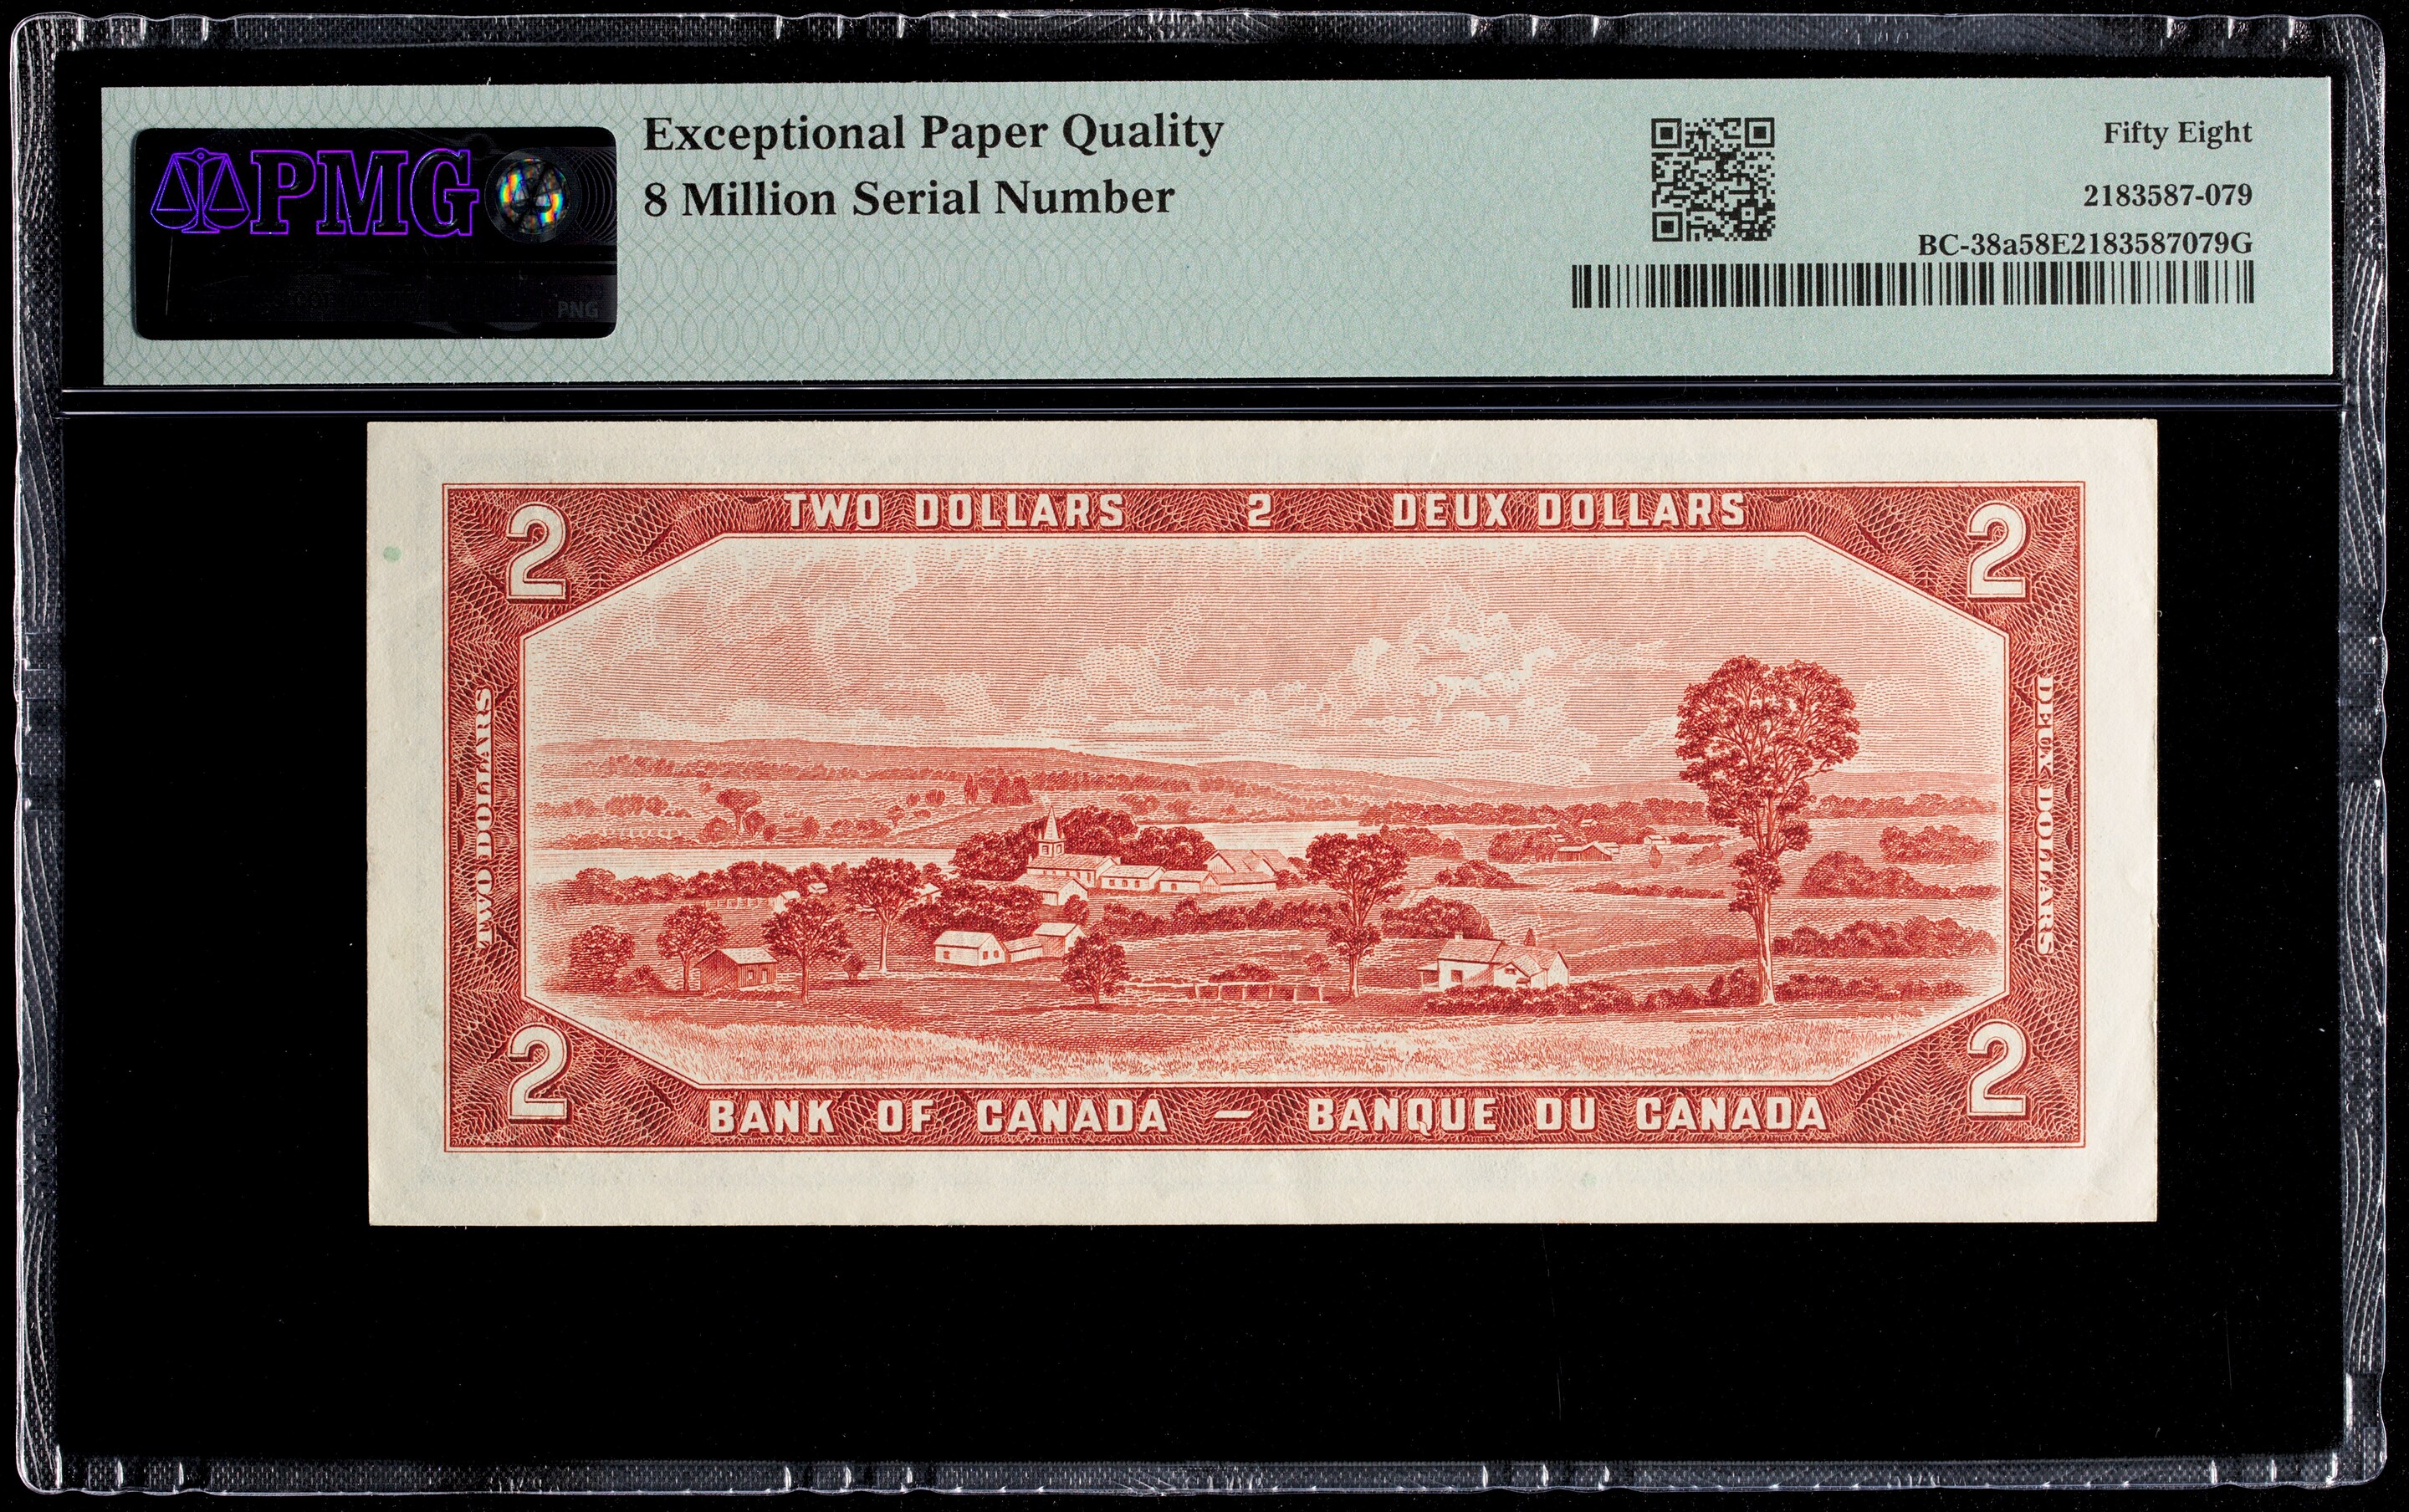 PMG
PNG
Exceptional Paper Quality
8 Million Serial Number
Fifty Eight
2183587-079
BC-38a58E2183587079G
2 TWO DOLLARS 2 DEUX DOLLARS 2
TWO DOLLARS
DEUX DOLLARS
2 BANK OF CANADA – BANQUE DU CANADA 2